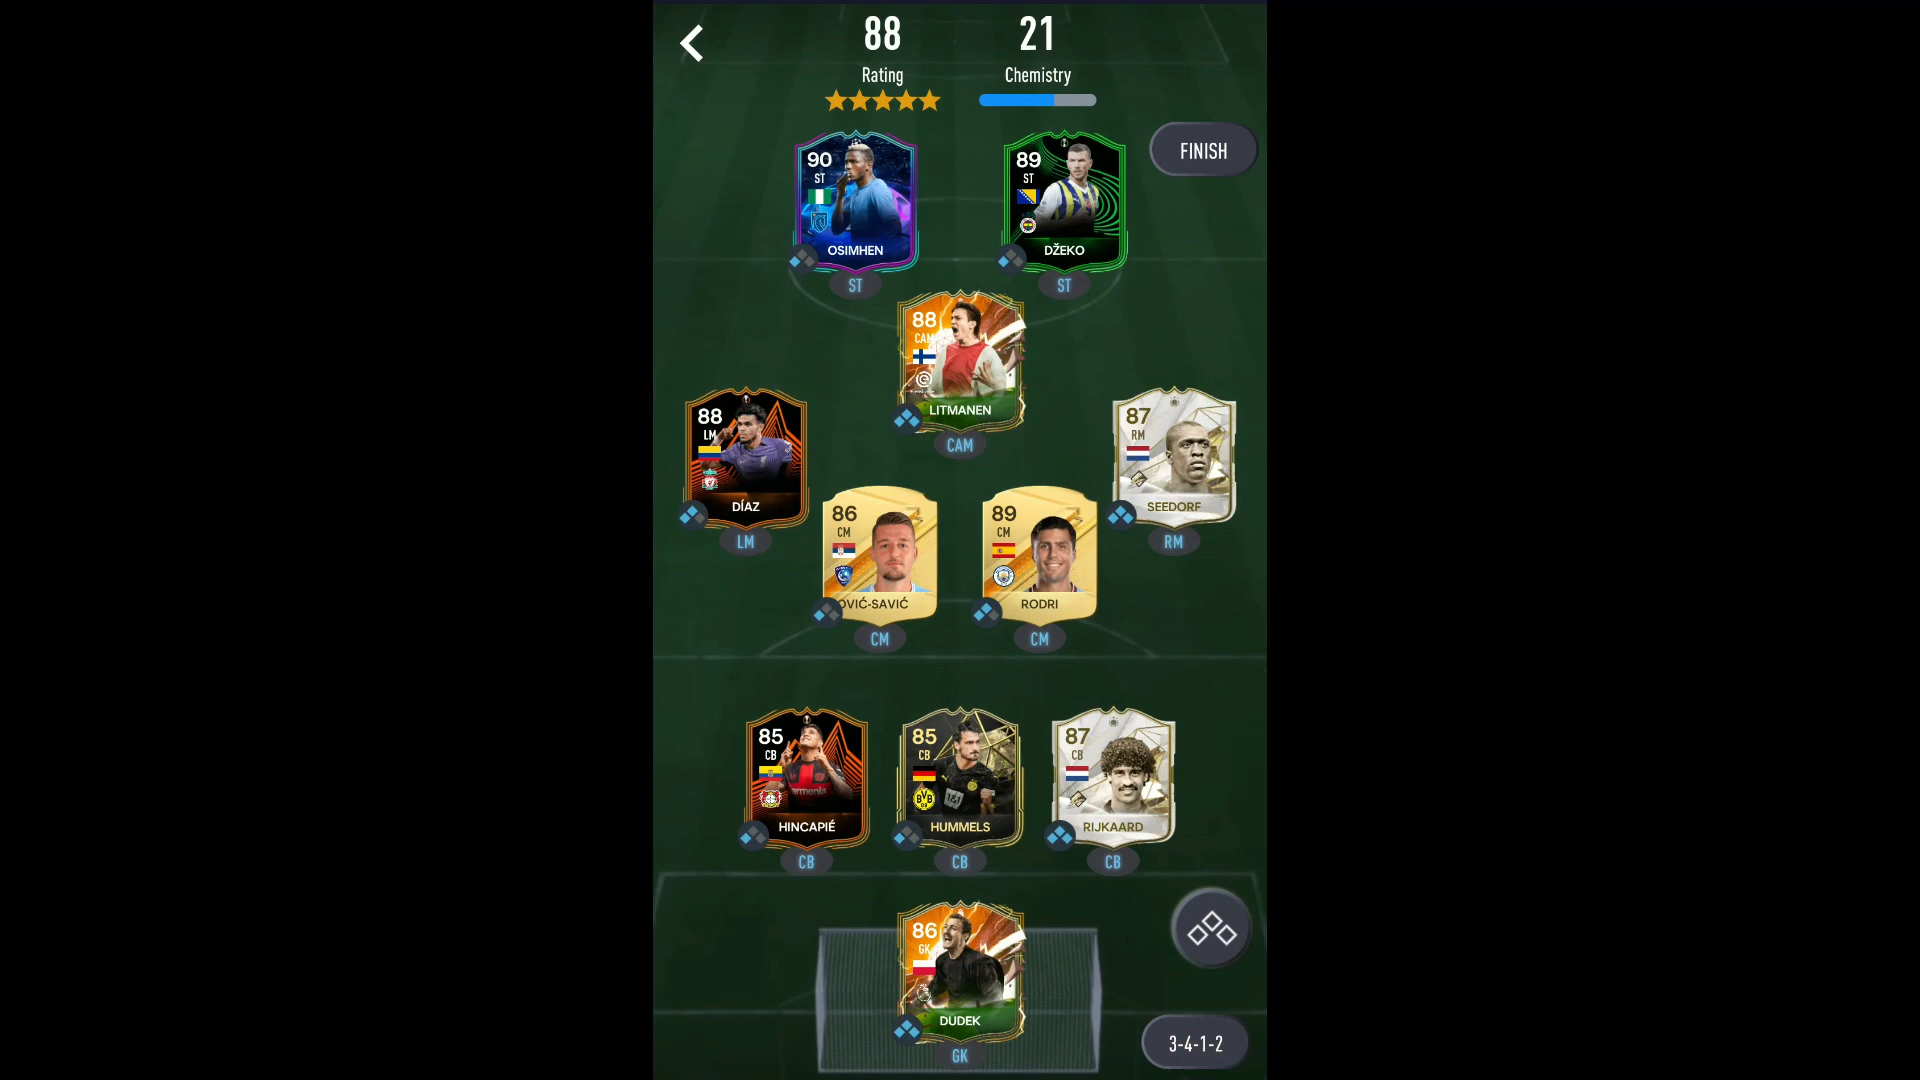 88
21
Rating
Chemistry
FINISH
90
ST
OSIMHEN
ST
89
ST
DŽEKO
ST
88
CAM
LITMANEN
CAM
88
LM
DÍAZ
LM
87
RM
SEEDORF
RM
86
CM
OVIĆ-SAVIĆ
CM
89
CM
RODRI
CM
85
CB
HINCAPIÉ
CB
85
CB
HUMMELS
CB
87
CB
RIJKAARD
CB
86
GK
DUDEK
GK
3-4-1-2